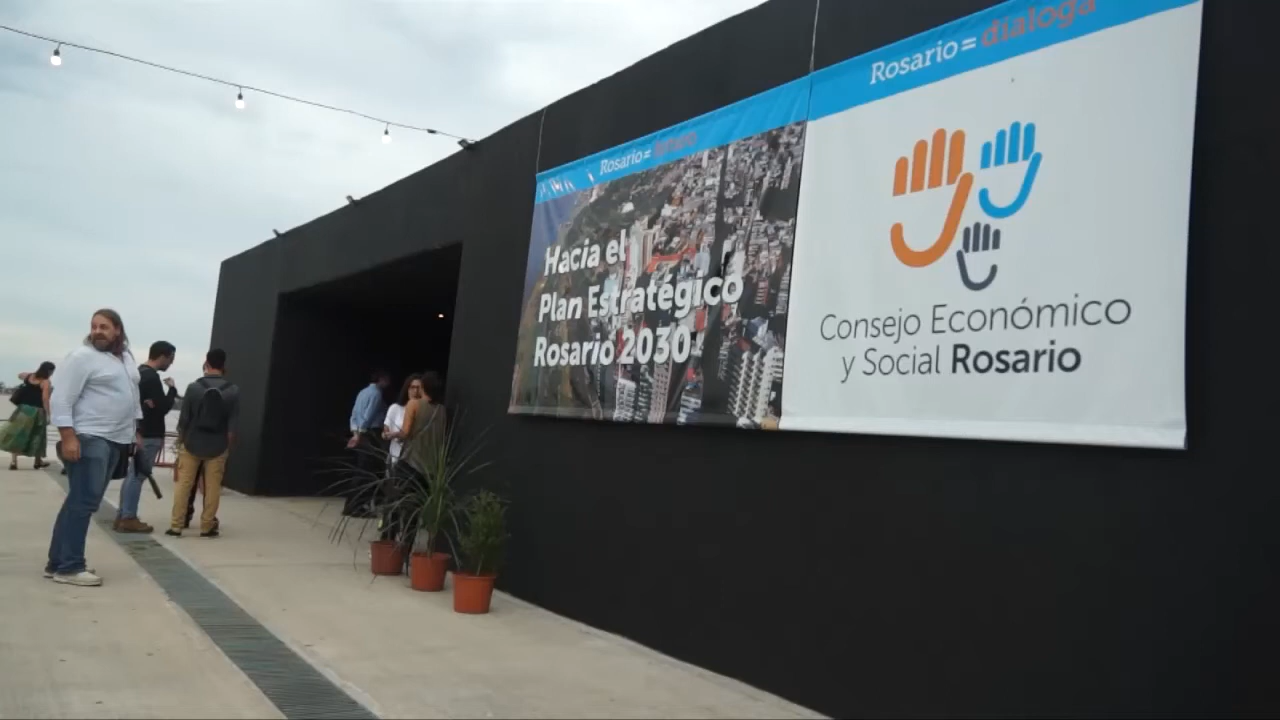 Rosario=
Hacia el
Plan Estratégico
Rosario 2030
Rosario=dialoga
Consejo Económico
y Social Rosario